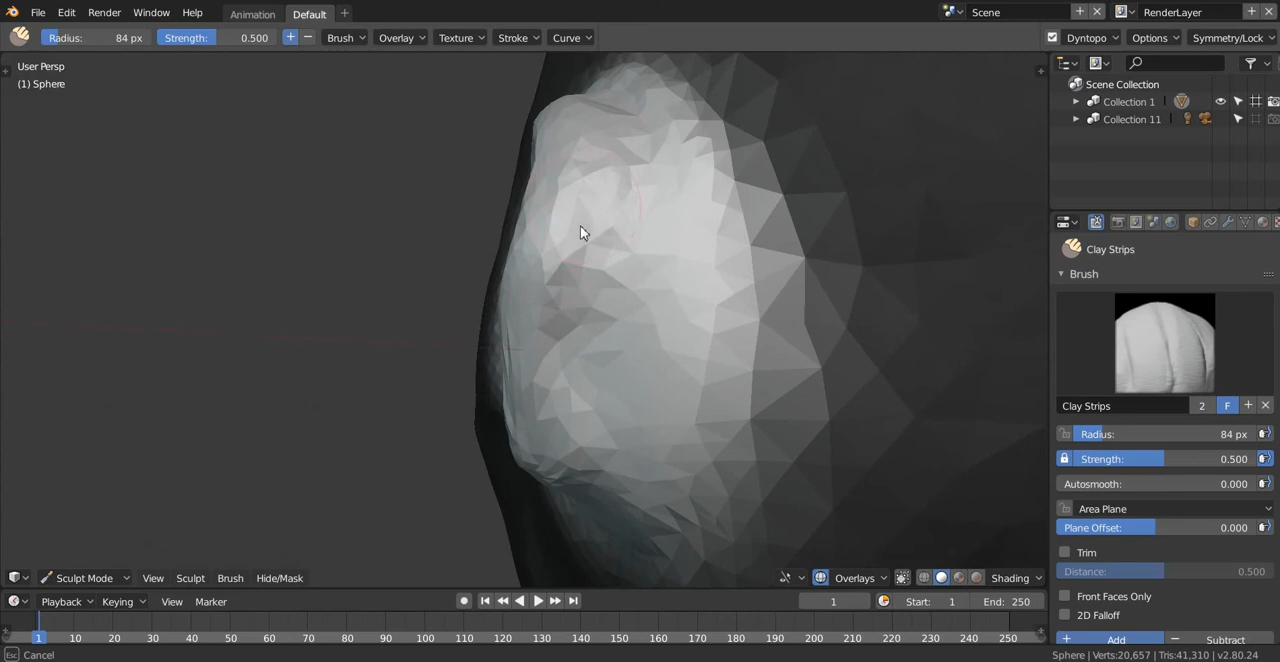 File Edit Render Window Help Animation Default + Scene RenderLayer
Radius: 84 px Strength: 0.500 Brush Overlay Texture Stroke Curve Dyntopo Options Symmetry/Lock
User Persp
(1) Sphere
Scene Collection
Collection 1
Collection 11
Clay Strips
Brush
Clay Strips 2 F
Radius: 84 px
Strength: 0.500
Autosmooth: 0.000
Area Plane
Plane Offset: 0.000
Trim
Distance: 0.500
Front Faces Only
2D Falloff
Add Subtract
Sculpt Mode View Sculpt Brush Hide/Mask Overlays Shading
Playback Keying View Marker 1 Start: 1 End: 250
1 10 20 30 40 50 60 70 80 90 100 110 120 130 140 150 160 170 180 190 200 210 220 230 240 250
Esc Cancel Sphere | Verts:20,657 | Tris:41,310 | v2.80.24